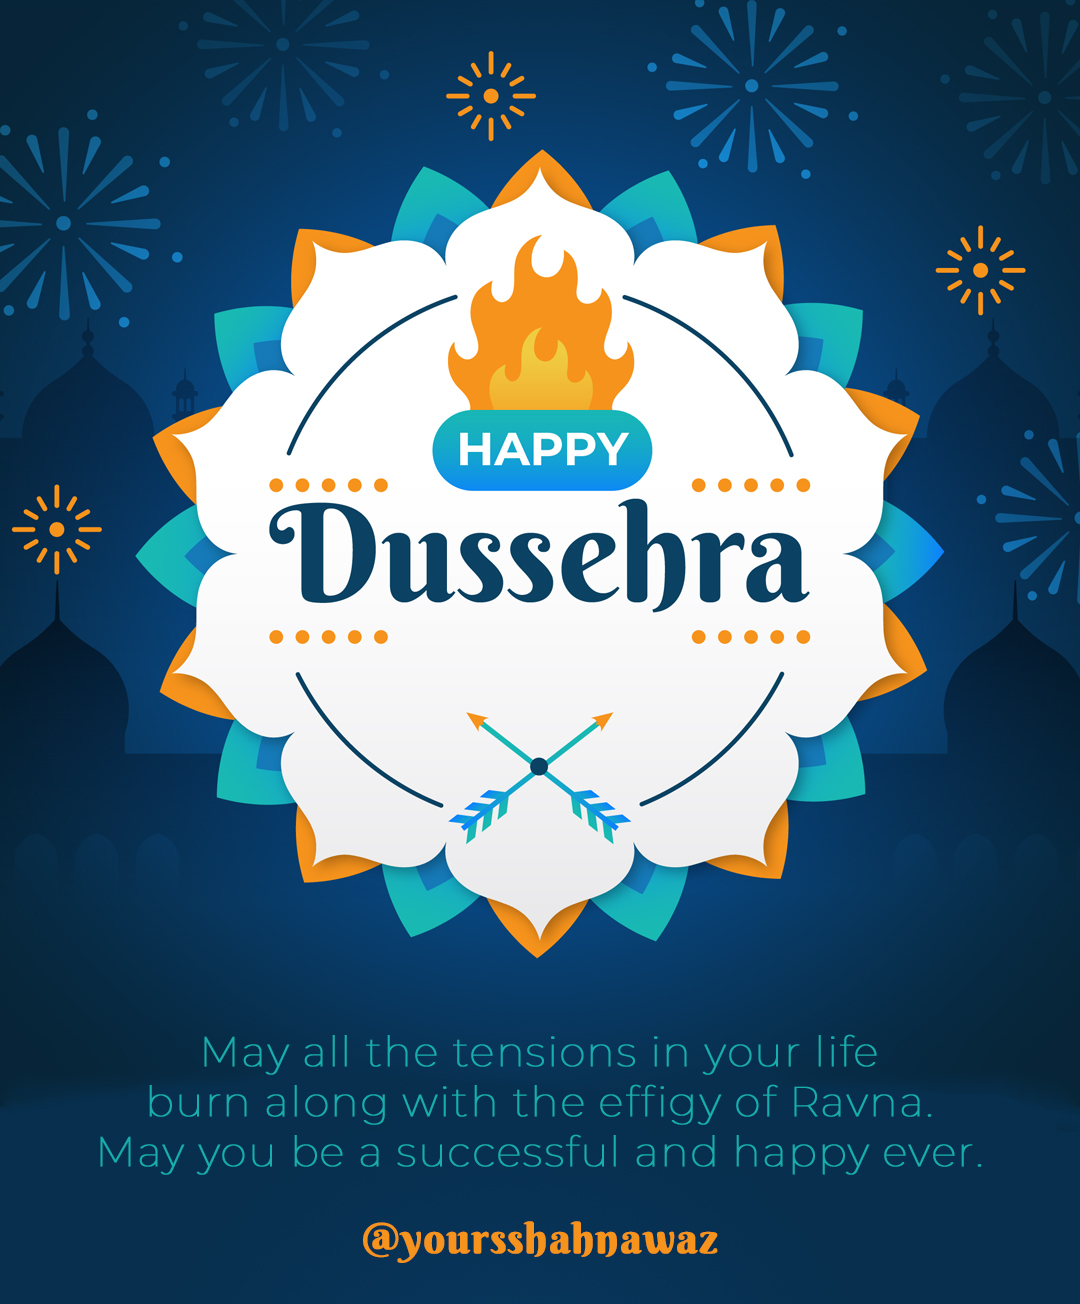 HAPPY
Dussehra
May all the tensions in your life
burn along with the effigy of Ravna.
May you be a successful and happy ever.
@yoursshahnawaz